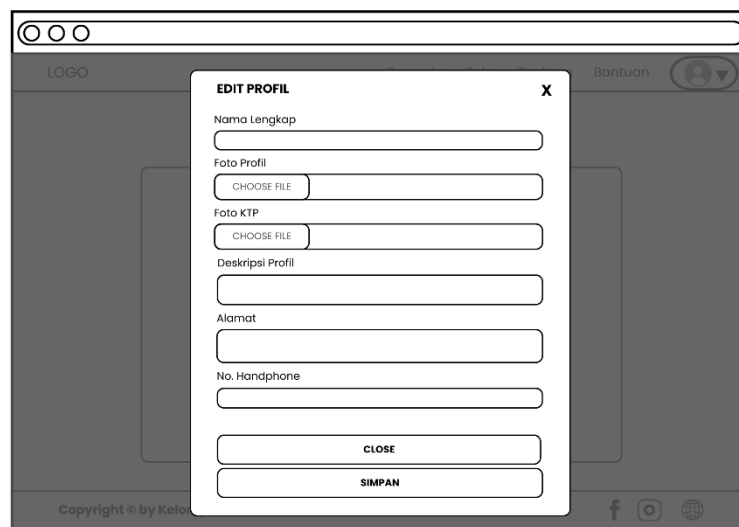 LOGO
Bantuan
EDIT PROFIL
X
Nama Lengkap
Foto Profil
CHOOSE FILE
Foto KTP
CHOOSE FILE
Deskripsi Profil
Alamat
No. Handphone
CLOSE
SIMPAN
Copyright © by